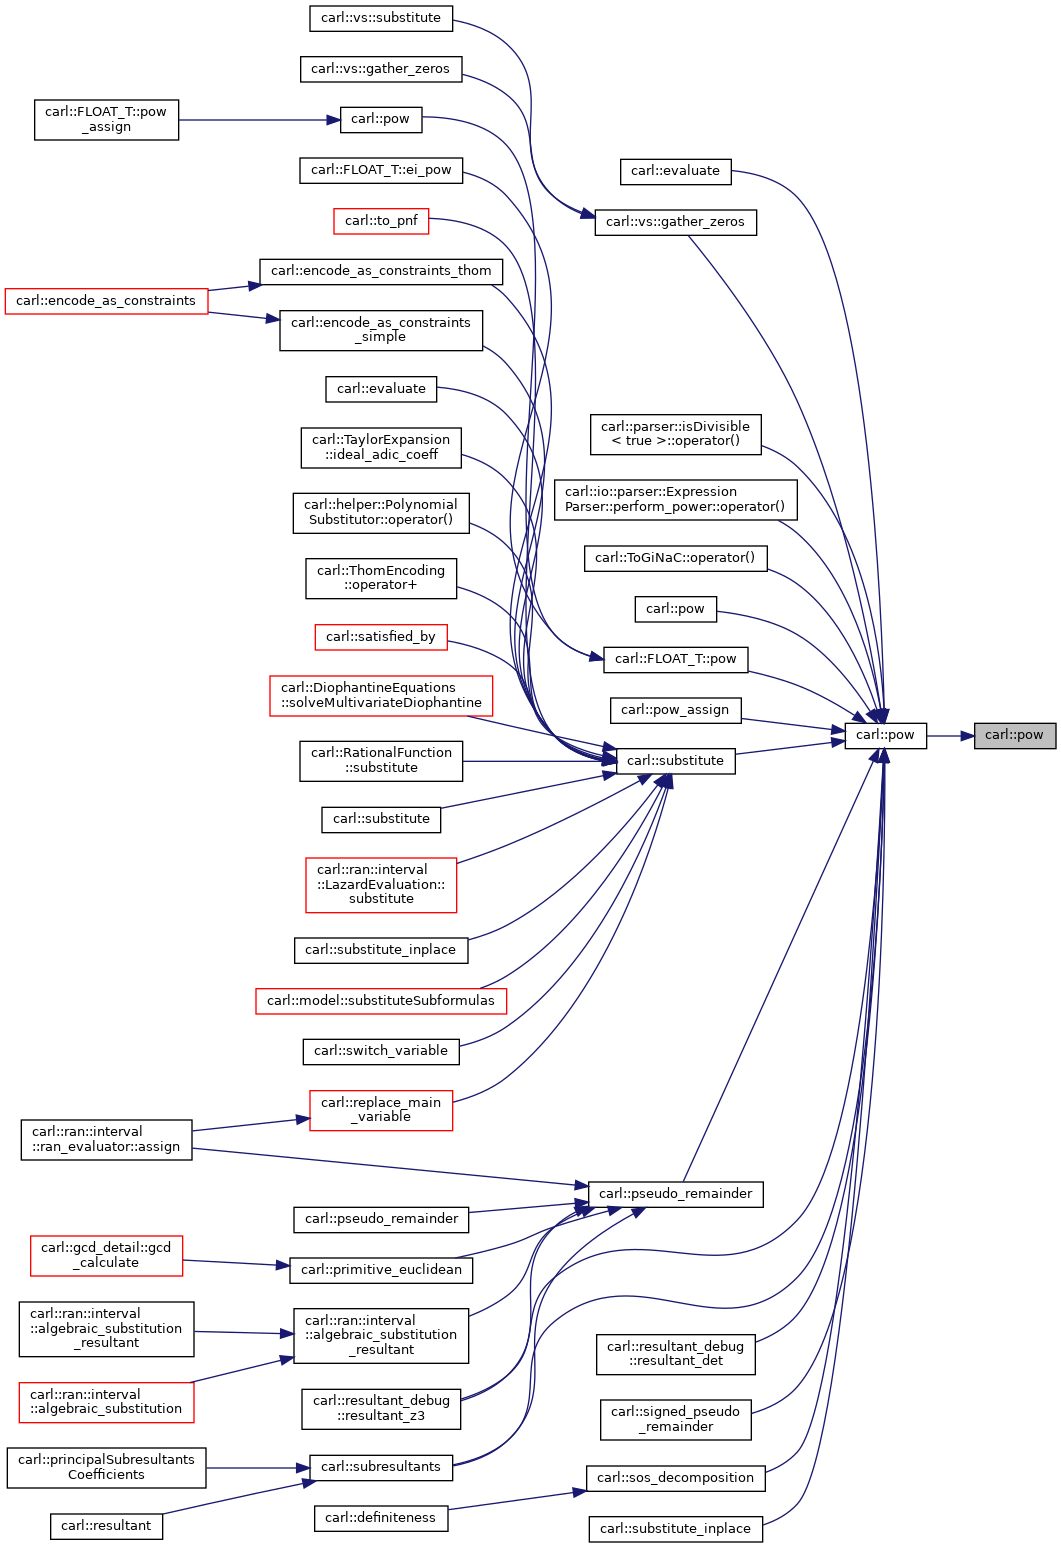 carl::vs::substitute
carl::vs::gather_zeros
carl::FLOAT_T::pow
_assign
carl::pow
carl::FLOAT_T::ei_pow
carl::evaluate
carl::to_pnf
carl::vs::gather_zeros
carl::encode_as_constraints_thom
carl::encode_as_constraints
carl::encode_as_constraints
_simple
carl::evaluate
carl::parser::isDivisible
< true >::operator()
carl::TaylorExpansion
::ideal_adic_coeff
carl::io::parser::Expression
Parser::perform_power::operator()
carl::helper::Polynomial
Substitutor::operator()
carl::ToGiNaC::operator()
carl::ThomEncoding
::operator+
carl::pow
carl::satisfied_by
carl::FLOAT_T::pow
carl::DiophantineEquations
::solveMultivariateDiophantine
carl::pow_assign
carl::pow
carl::pow
carl::RationalFunction
::substitute
carl::substitute
carl::substitute
carl::ran::interval
::LazardEvaluation::
substitute
carl::substitute_inplace
carl::model::substituteSubformulas
carl::switch_variable
carl::replace_main
_variable
carl::ran::interval
::ran_evaluator::assign
carl::pseudo_remainder
carl::pseudo_remainder
carl::gcd_detail::gcd
_calculate
carl::primitive_euclidean
carl::ran::interval
::algebraic_substitution
_resultant
carl::ran::interval
::algebraic_substitution
_resultant
carl::resultant_debug
::resultant_det
carl::ran::interval
::algebraic_substitution
carl::resultant_debug
::resultant_z3
carl::signed_pseudo
_remainder
carl::principalSubresultants
Coefficients
carl::subresultants
carl::sos_decomposition
carl::resultant
carl::definiteness
carl::substitute_inplace